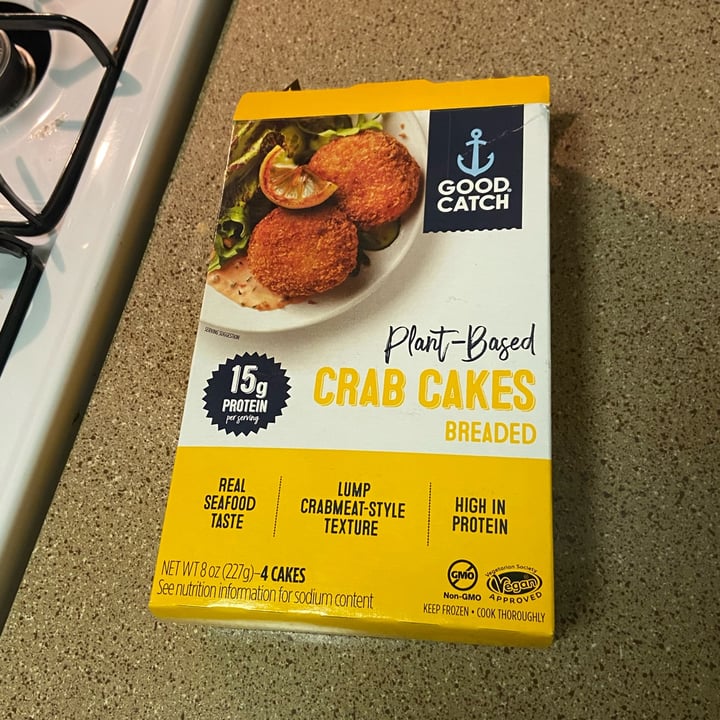 GOOD
CATCH
SERVING SUGGESTION
Plant-Based
CRAB CAKES
BREADED
15g
PROTEIN
per serving
REAL
SEAFOOD
TASTE
LUMP
CRABMEAT-STYLE
TEXTURE
HIGH IN
PROTEIN
NET WT 8 oz (227g)–4 CAKES
See nutrition information for sodium content
GMO
Non-GMO
Vegetarian Society
Vegan
APPROVED
KEEP FROZEN • COOK THOROUGHLY